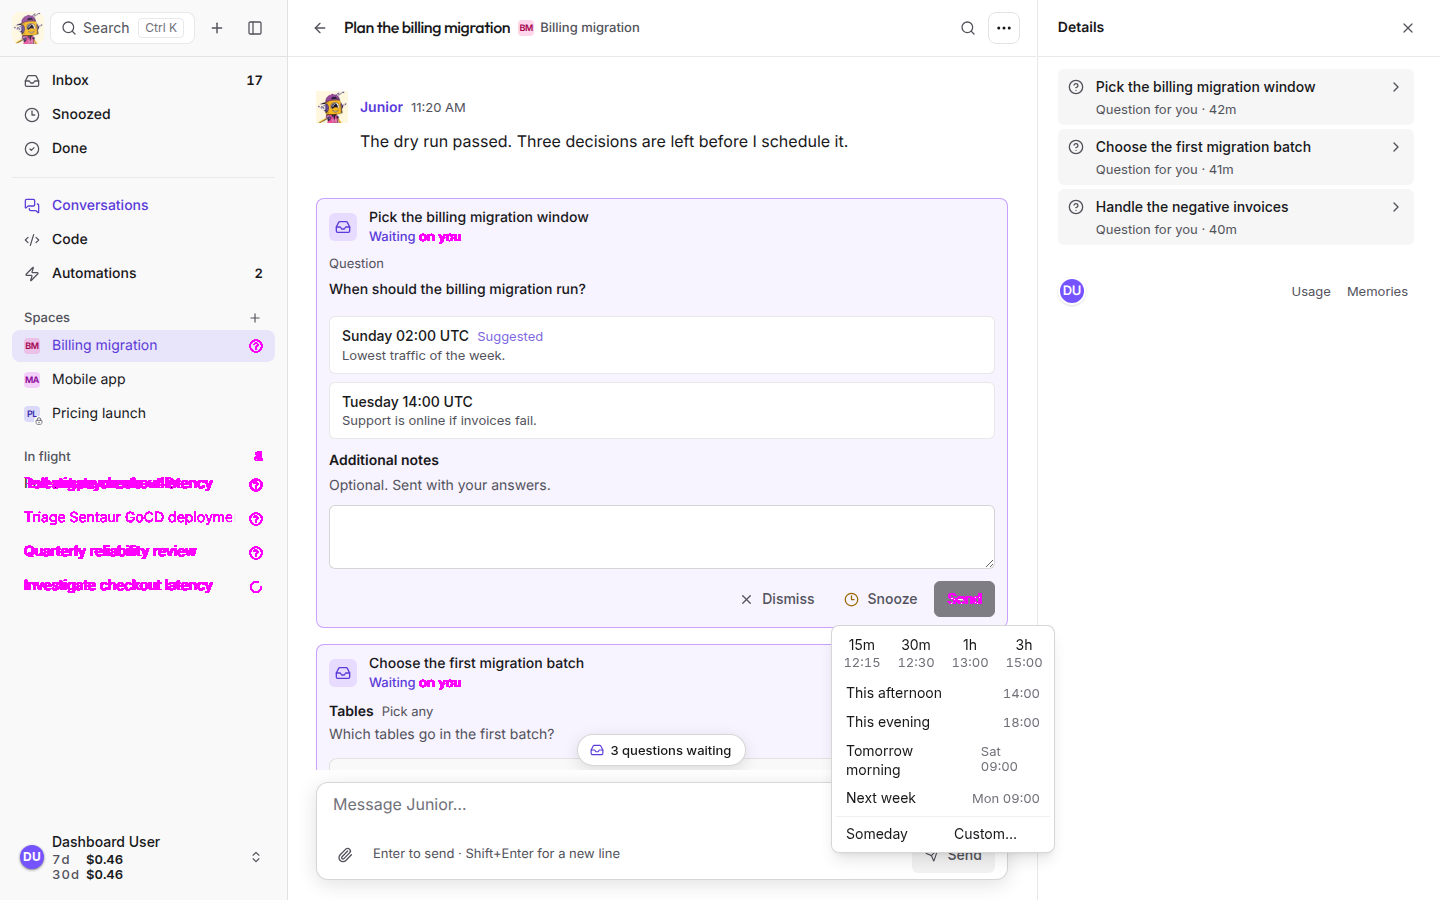 Search Ctrl K
Inbox 17
Snoozed
Done
Conversations
Code
Automations 2
Spaces
BM Billing migration
MA Mobile app
PL Pricing launch
In flight
Triage Sentaur GoCD deployme
Quarterly reliability review
Investigate checkout latency
DU Dashboard User
7d $0.46
30d $0.46
Plan the billing migration BM Billing migration
Junior 11:20 AM
The dry run passed. Three decisions are left before I schedule it.
Pick the billing migration window
Waiting on you
Question
When should the billing migration run?
Sunday 02:00 UTC Suggested
Lowest traffic of the week.
Tuesday 14:00 UTC
Support is online if invoices fail.
Additional notes
Optional. Sent with your answers.
Dismiss Snooze Send
15m 30m 1h 3h
12:15 12:30 13:00 15:00
This afternoon 14:00
This evening 18:00
Tomorrow morning Sat 09:00
Next week Mon 09:00
Someday Custom...
Choose the first migration batch
Waiting on you
Tables Pick any
Which tables go in the first batch?
3 questions waiting
Message Junior...
Enter to send · Shift+Enter for a new line
Send
Details
Pick the billing migration window
Question for you · 42m
Choose the first migration batch
Question for you · 41m
Handle the negative invoices
Question for you · 40m
DU Usage Memories